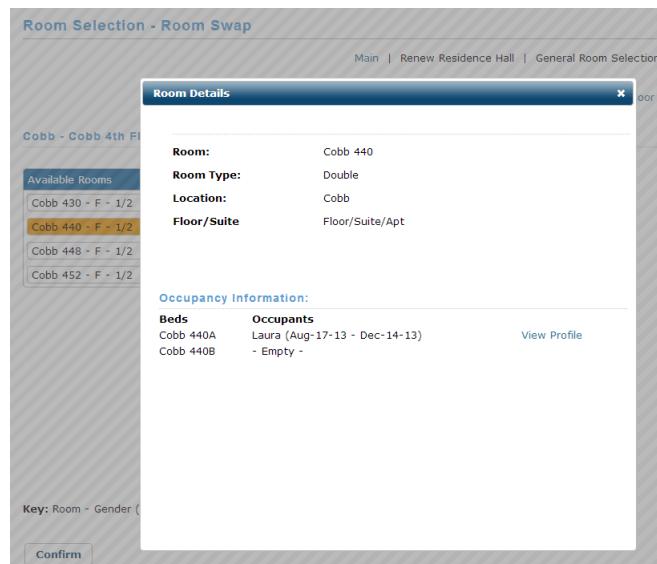 Room Selection - Room Swap
Main | Renew Residence Hall | General Room Selection
Room Details
oor
Cobb - Cobb 4th Fl
Room: Cobb 440
Room Type: Double
Location: Cobb
Floor/Suite Floor/Suite/Apt
Available Rooms
Cobb 430 - F - 1/2
Cobb 440 - F - 1/2
Cobb 448 - F - 1/2
Cobb 452 - F - 1/2
Occupancy Information:
Beds Occupants
Cobb 440A Laura (Aug-17-13 - Dec-14-13) View Profile
Cobb 440B - Empty -
Key: Room - Gender (
Confirm